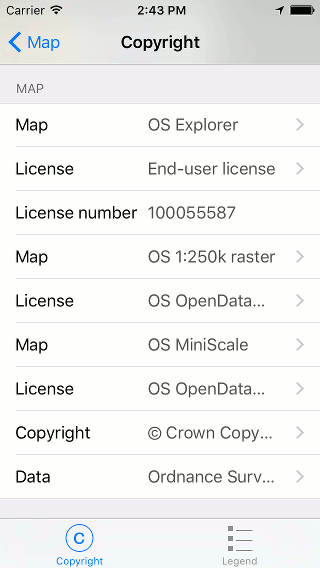 Carrier 2:43 PM
Map Copyright
MAP
Map OS Explorer
License End-user license
License number 100055587
Map OS 1:250k raster
License OS OpenData...
Map OS MiniScale
License OS OpenData...
Copyright © Crown Copy...
Data Ordnance Surv...
C
Copyright Legend